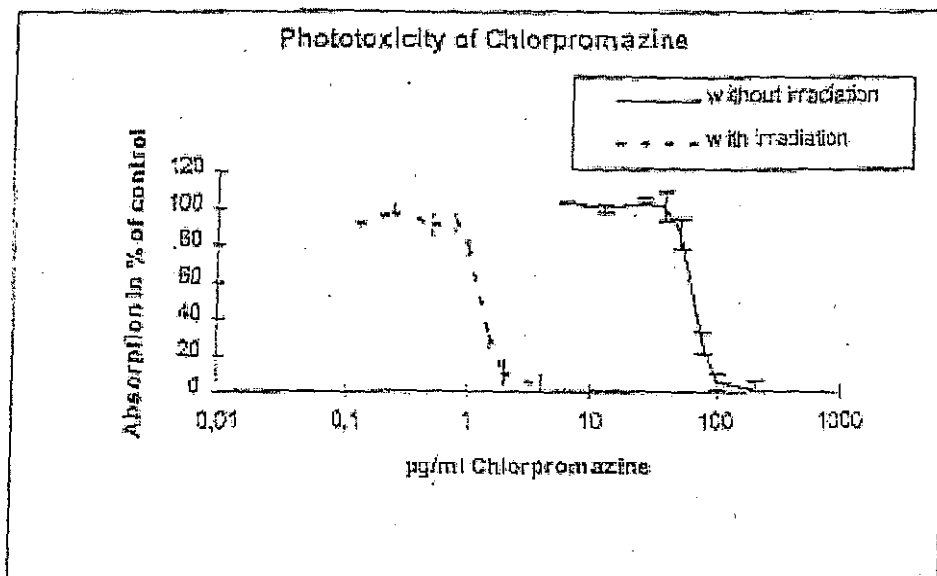 Phototoxicity of Chlorpromazine
without irradiation
with irradiation
Absorption in % of control
120
100
80
60
40
20
0
0,01
0,1
1
10
100
1000
µg/ml Chlorpromazine